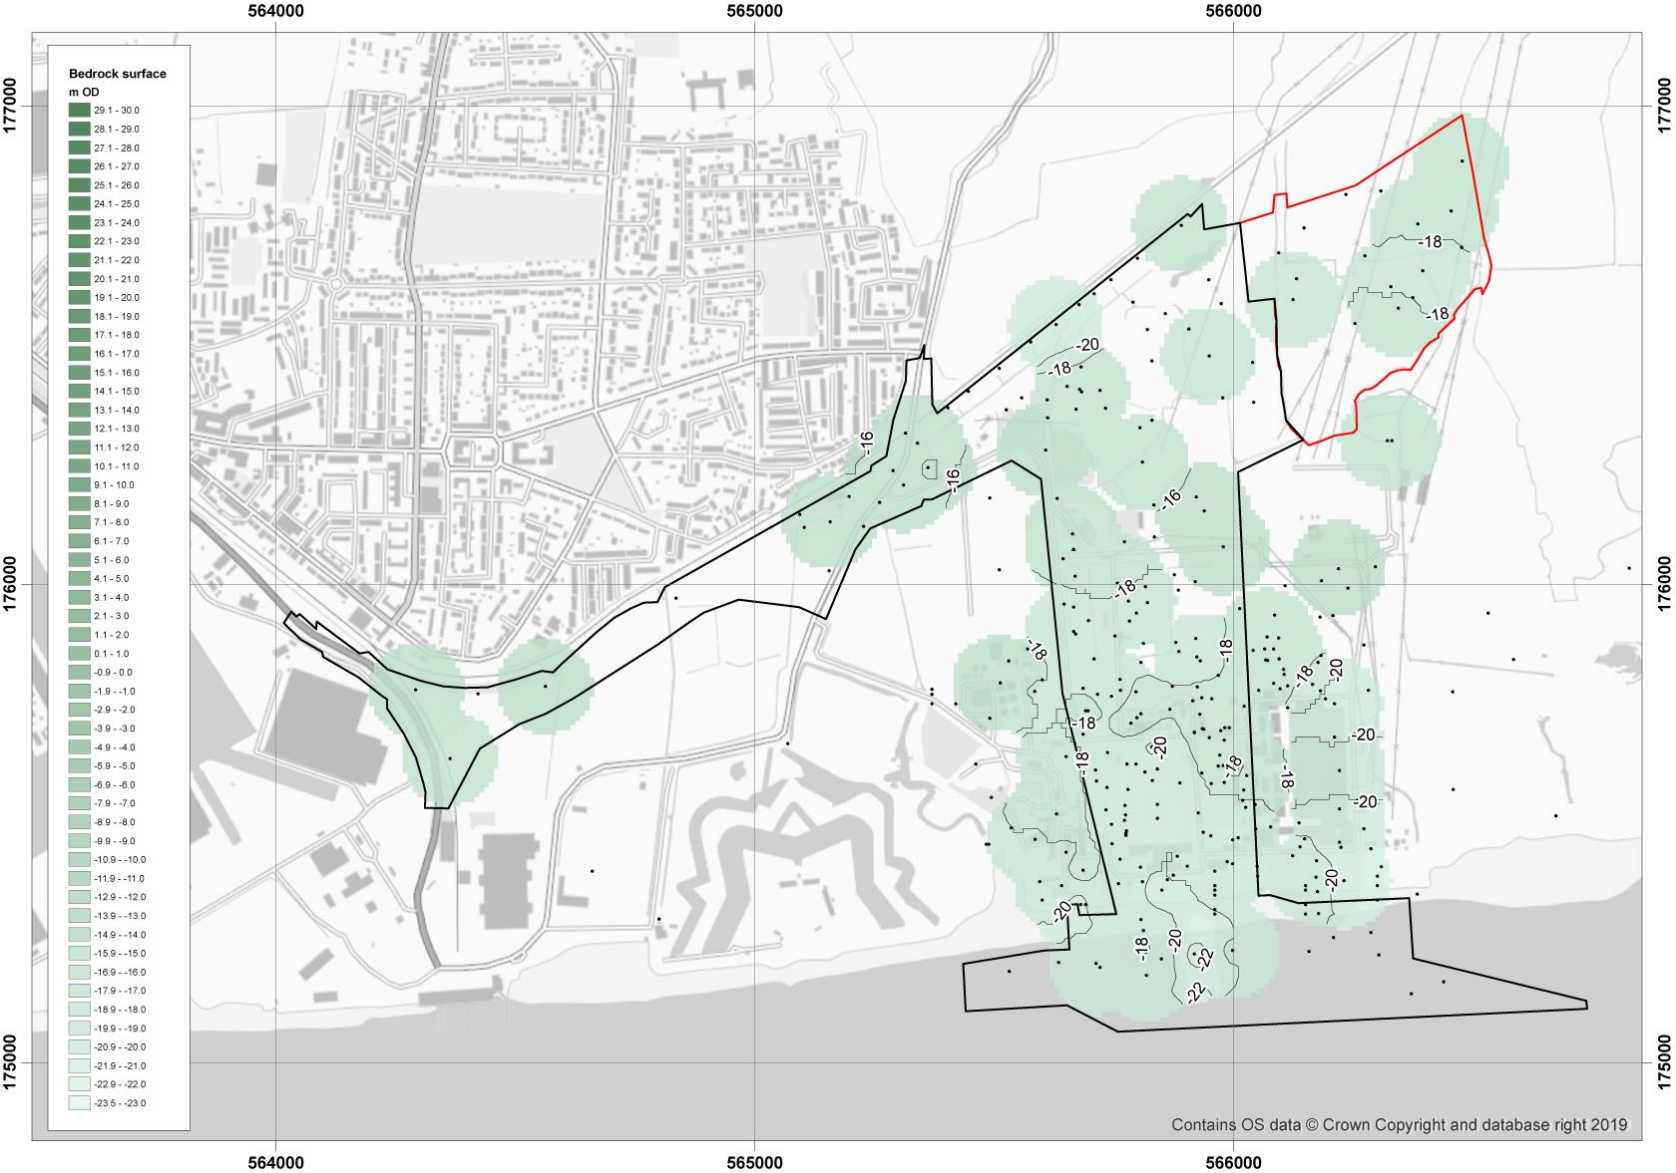 564000
565000
566000
177000
177000
Bedrock surface
m OD
29.1 - 30.0
28.1 - 29.0
27.1 - 28.0
26.1 - 27.0
25.1 - 26.0
24.1 - 25.0
23.1 - 24.0
22.1 - 23.0
21.1 - 22.0
20.1 - 21.0
19.1 - 20.0
18.1 - 19.0
17.1 - 18.0
16.1 - 17.0
15.1 - 16.0
14.1 - 15.0
13.1 - 14.0
12.1 - 13.0
11.1 - 12.0
10.1 - 11.0
9.1 - 10.0
8.1 - 9.0
7.1 - 8.0
6.1 - 7.0
5.1 - 6.0
4.1 - 5.0
3.1 - 4.0
2.1 - 3.0
1.1 - 2.0
0.1 - 1.0
-0.9 - 0.0
-1.9 - -1.0
-2.9 - -2.0
-3.9 - -3.0
-4.9 - -4.0
-5.9 - -5.0
-6.9 - -6.0
-7.9 - -7.0
-8.9 - -8.0
-9.9 - -9.0
-10.9 - -10.0
-11.9 - -11.0
-12.9 - -12.0
-13.9 - -13.0
-14.9 - -14.0
-15.9 - -15.0
-16.9 - -16.0
-17.9 - -17.0
-18.9 - -18.0
-19.9 - -19.0
-20.9 - -20.0
-21.9 - -21.0
-22.9 - -22.0
-23.5 - -23.0
-18
-18
-20
-18
-16
-16
-16
176000
176000
-18
-18
-18
-18
-20
-18
-20
-18
-20
-18
-18
-20
-20
-20
-18
-20
-22
-22
175000
175000
Contains OS data © Crown Copyright and database right 2019
564000
565000
566000